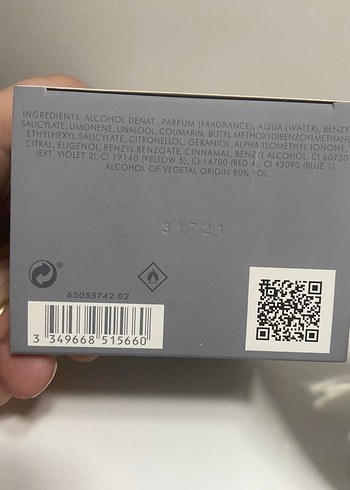 INGREDIENTS: ALCOHOL DENAT., PARFUM (FRAGRANCE), AQUA (WATER), BENZY
SALICYLATE, LIMONENE, LINALOOL, COUMARIN, BUTYL METHOXYDIBENZOYLMETHANE
ETHYLHEXYL SALICYLATE, CITRONELLOL, GERANIOL, ALPHA-ISOMETHYL IONONE,
CITRAL, EUGENOL, BENZYL BENZOATE, CINNAMAL, BENZYL ALCOHOL, CI 60730
(EXT. VIOLET 2), CI 19140 (YELLOW 5), CI 14700 (RED 4), CI 42090 (BLUE 1).
ALCOHOL OF VEGETAL ORIGIN 80% VOL.
31721
®
65055742 02
3 349668 515660